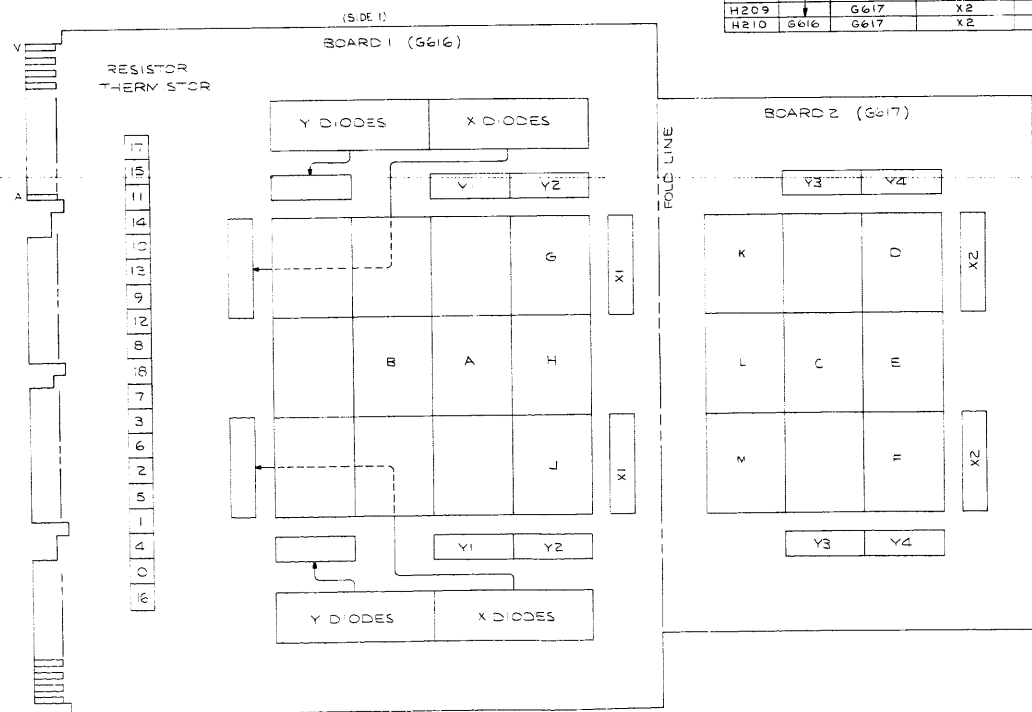 H209 G617 X2
H210 G616 G617 X2
(SIDE 1)
BOARD 1 (G616)
V
RESISTOR
THERMISTOR
BOARD 2 (G617)
Y DIODES X DIODES
FOLD LINE
17
15
11
14
10
13
9
12
8
18
7
3
6
2
5
1
4
0
16
A
Y Y2
Y3 Y4
G
X1
K D
X2
B A H
L C E
J
X1
M F
X2
Y1 Y2
Y3 Y4
Y DIODES X DIODES